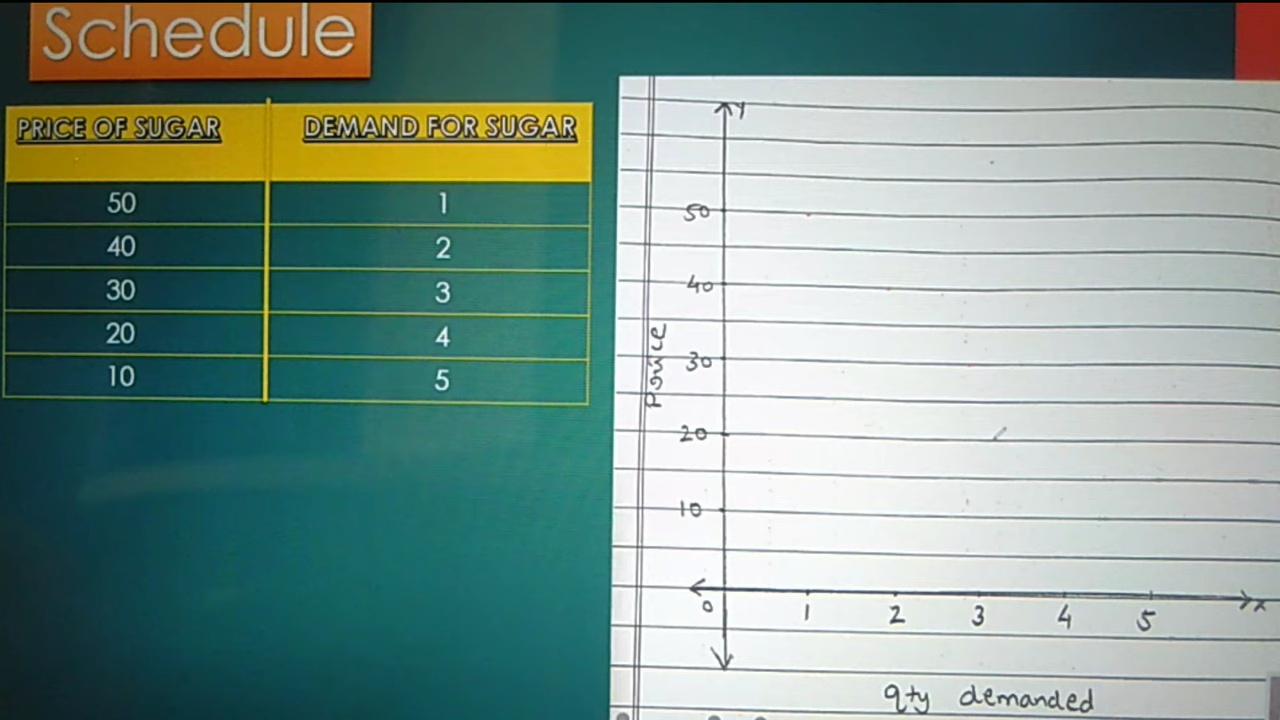 Schedule
PRICE OF SUGAR DEMAND FOR SUGAR
50 1
40 2
30 3
20 4
10 5
Y
50
40
30
20
10
Price
0 1 2 3 4 5 x
qty demanded